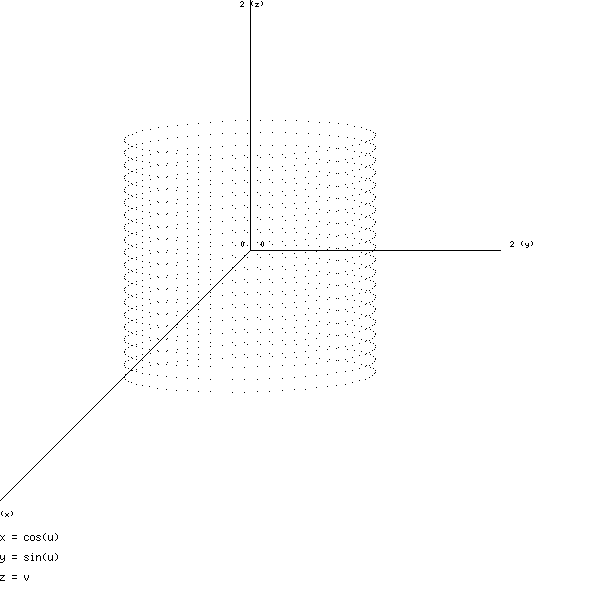 2 (z)
0 0
2 (y)
(x)
x = cos(u)
y = sin(u)
z = v